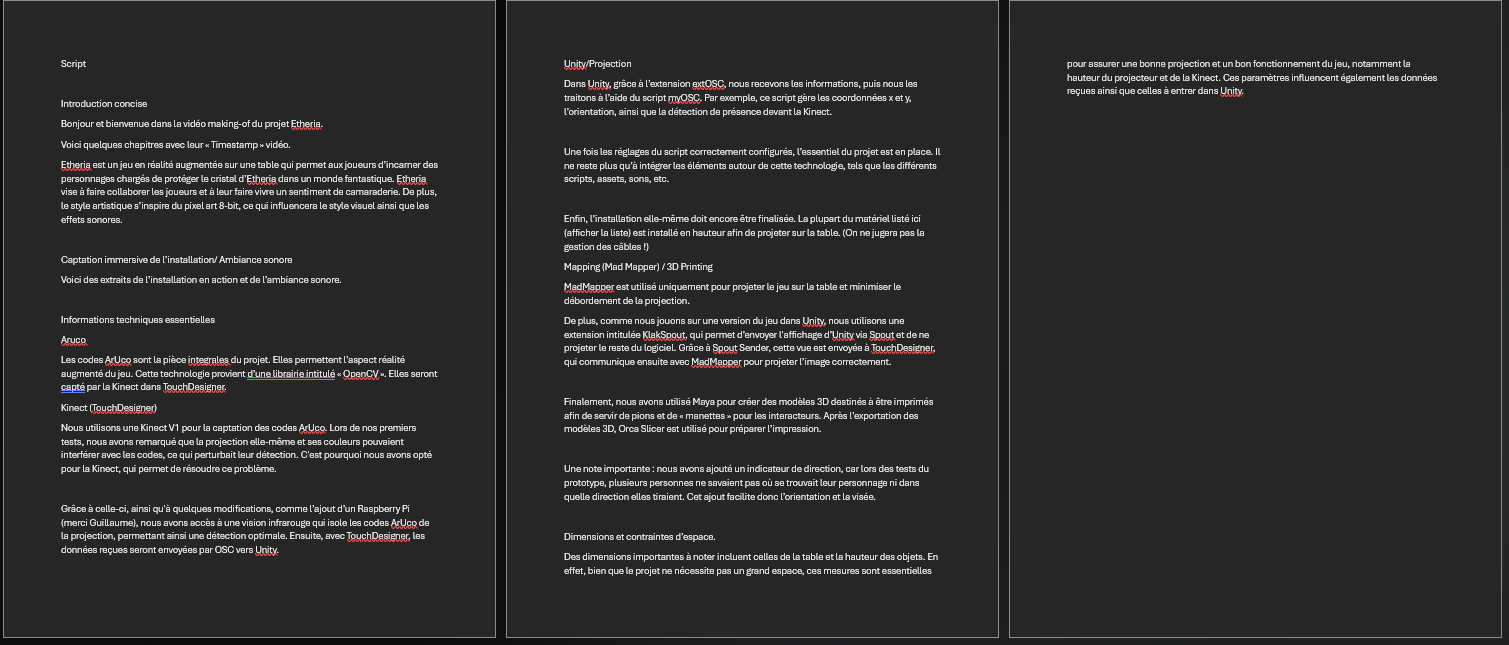 Script
Introduction concise
Bonjour et bienvenue dans la vidéo making-of du projet Etheria.
Voici quelques chapitres avec leur « Timestamp » vidéo.
Etheria est un jeu en réalité augmentée sur une table qui permet aux joueurs d'incarner des
personnages chargés de protéger le cristal d'Etheria dans un monde fantastique. Etheria
vise à faire collaborer les joueurs et à leur faire vivre un sentiment de camaraderie. De plus,
le style artistique s'inspire du pixel art 8-bit, ce qui influencera le style visuel ainsi que les
effets sonores.
Captation immersive de l'installation/ Ambiance sonore
Voici des extraits de l'installation en action et de l'ambiance sonore.
Informations techniques essentielles
Aruco
Les codes ArUco sont la pièce integrales du projet. Elles permettent l'aspect réalité
augmenté du jeu. Cette technologie provient d'une librairie intitulé « OpenCV ». Elles seront
capté par la Kinect dans TouchDesigner.
Kinect (TouchDesigner)
Nous utilisons une Kinect V1 pour la captation des codes ArUco. Lors de nos premiers
tests, nous avons remarqué que la projection elle-même et ses couleurs pouvaient
interférer avec les codes, ce qui perturbait leur détection. C'est pourquoi nous avons opté
pour la Kinect, qui permet de résoudre ce problème.
Grâce à celle-ci, ainsi qu'à quelques modifications, comme l'ajout d'un Raspberry Pi
(merci Guillaume), nous avons accès à une vision infrarouge qui isole les codes ArUco de
la projection, permettant ainsi une détection optimale. Ensuite, avec TouchDesigner, les
données reçues seront envoyées par OSC vers Unity.
Unity/Projection
Dans Unity, grâce à l'extension extOSC, nous recevons les informations, puis nous les
traitons à l'aide du script myOSC. Par exemple, ce script gère les coordonnées x et y,
l'orientation, ainsi que la détection de présence devant la Kinect.
Une fois les réglages du script correctement configurés, l'essentiel du projet est en place. Il
ne reste plus qu'à intégrer les éléments autour de cette technologie, tels que les différents
scripts, assets, sons, etc.
Enfin, l'installation elle-même doit encore être finalisée. La plupart du matériel listé ici
(afficher la liste) est installé en hauteur afin de projeter sur la table. (On ne jugera pas la
gestion des câbles !)
Mapping (Mad Mapper) / 3D Printing
MadMapper est utilisé uniquement pour projeter le jeu sur la table et minimiser le
débordement de la projection.
De plus, comme nous jouons sur une version du jeu dans Unity, nous utilisons une
extension intitulée KlakSpout, qui permet d'envoyer l'affichage d'Unity via Spout et de ne
projeter le reste du logiciel. Grâce à Spout Sender, cette vue est envoyée à TouchDesigner,
qui communique ensuite avec MadMapper pour projeter l'image correctement.
Finalement, nous avons utilisé Maya pour créer des modèles 3D destinés à être imprimés
afin de servir de pions et de « manettes » pour les interacteurs. Après l'exportation des
modèles 3D, Orca Slicer est utilisé pour préparer l'impression.
Une note importante : nous avons ajouté un indicateur de direction, car lors des tests du
prototype, plusieurs personnes ne savaient pas où se trouvait leur personnage ni dans
quelle direction elles tiraient. Cet ajout facilite donc l'orientation et la visée.
Dimensions et contraintes d'espace.
Des dimensions importantes à noter incluent celles de la table et la hauteur des objets. En
effet, bien que le projet ne nécessite pas un grand espace, ces mesures sont essentielles
pour assurer une bonne projection et un bon fonctionnement du jeu, notamment la
hauteur du projecteur et de la Kinect. Ces paramètres influencent également les données
reçues ainsi que celles à entrer dans Unity.